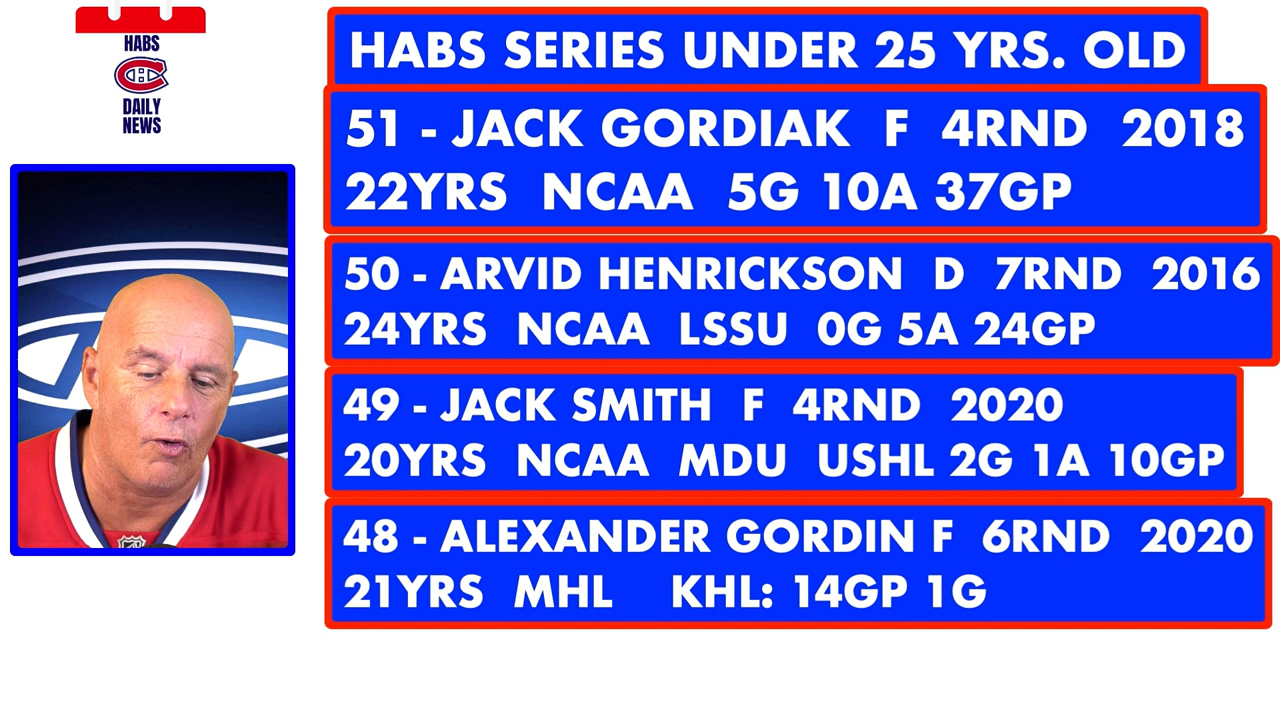 HABS
DAILY
NEWS
HABS SERIES UNDER 25 YRS. OLD
51 - JACK GORDIAK F 4RND 2018
22YRS NCAA 5G 10A 37GP
50 - ARVID HENRICKSON D 7RND 2016
24YRS NCAA LSSU 0G 5A 24GP
49 - JACK SMITH F 4RND 2020
20YRS NCAA MDU USHL 2G 1A 10GP
48 - ALEXANDER GORDIN F 6RND 2020
21YRS MHL KHL: 14GP 1G